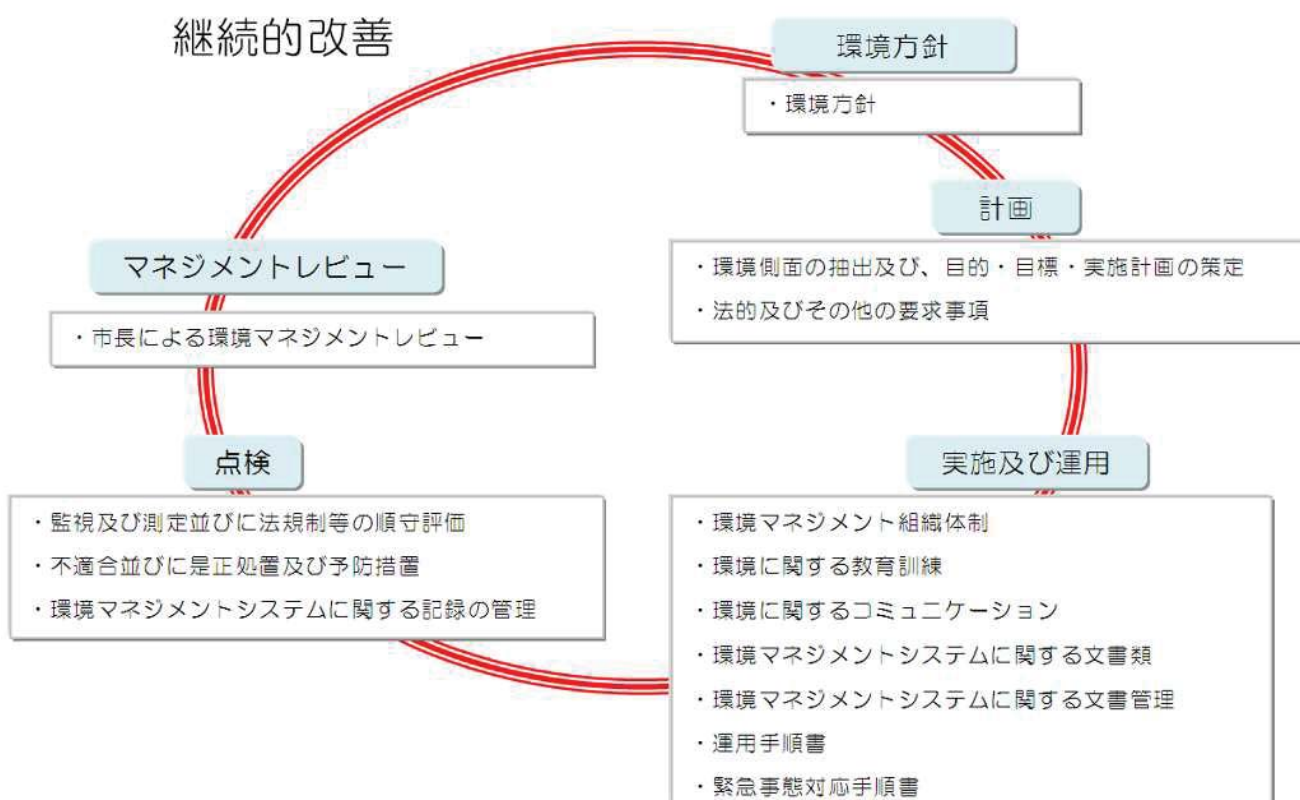 継続的改善
環境方針
・環境方針
計画
・環境側面の抽出及び、目的・目標・実施計画の策定
・法的及びその他の要求事項
マネジメントレビュー
・市長による環境マネジメントレビュー
点検
・監視及び測定並びに法規制等の順守評価
・不適合並びに是正処置及び予防措置
・環境マネジメントシステムに関する記録の管理
実施及び運用
・環境マネジメント組織体制
・環境に関する教育訓練
・環境に関するコミュニケーション
・環境マネジメントシステムに関する文書類
・環境マネジメントシステムに関する文書管理
・運用手順書
・緊急事態対応手順書